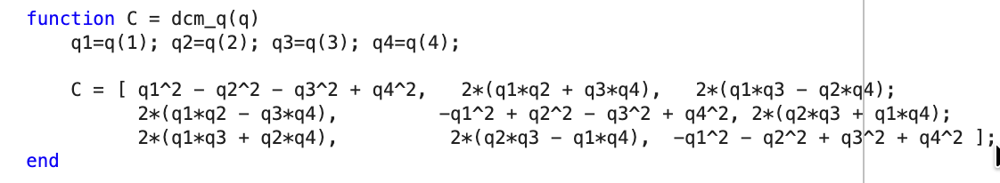 function C = dcm_q(q)
q1=q(1); q2=q(2); q3=q(3); q4=q(4);
C = [ q1^2 - q2^2 - q3^2 + q4^2, 2*(q1*q2 + q3*q4), 2*(q1*q3 - q2*q4);
2*(q1*q2 - q3*q4), -q1^2 + q2^2 - q3^2 + q4^2, 2*(q2*q3 + q1*q4);
2*(q1*q3 + q2*q4), 2*(q2*q3 - q1*q4), -q1^2 - q2^2 + q3^2 + q4^2 ];
end